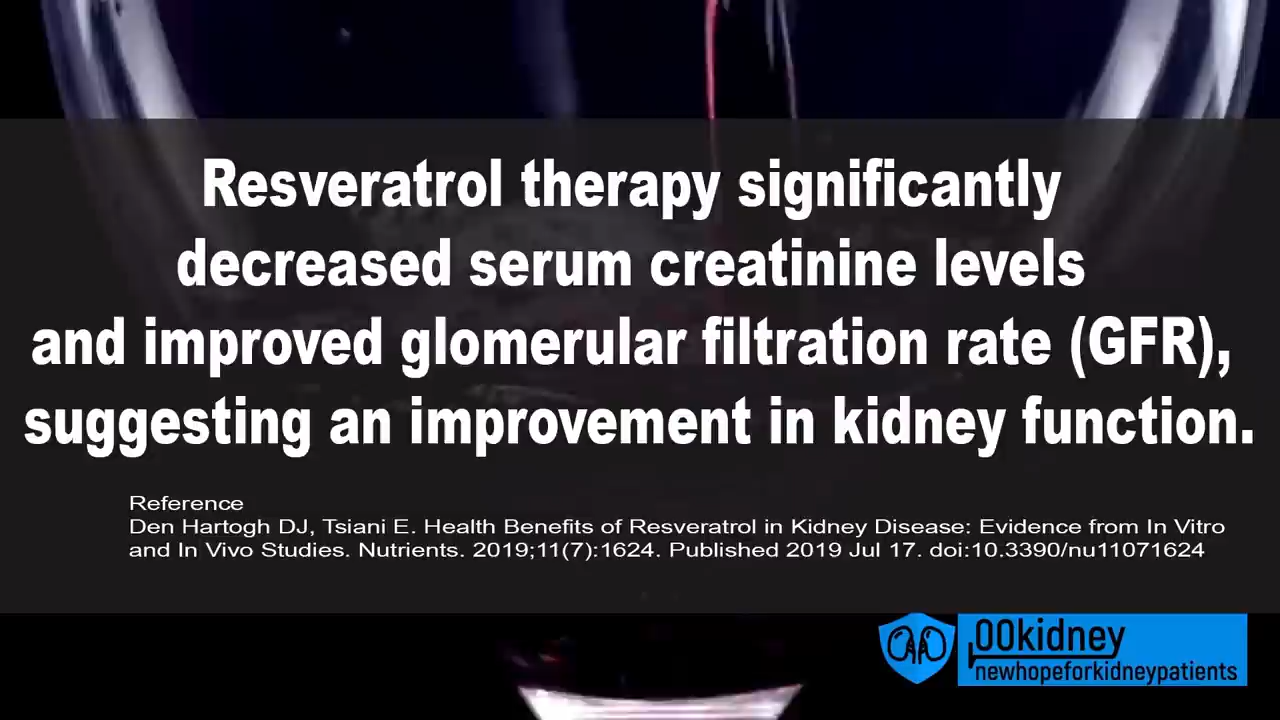 Resveratrol therapy significantly
decreased serum creatinine levels
and improved glomerular filtration rate (GFR),
suggesting an improvement in kidney function.
Reference
Den Hartogh DJ, Tsiani E. Health Benefits of Resveratrol in Kidney Disease: Evidence from In Vitro
and In Vivo Studies. Nutrients. 2019;11(7):1624. Published 2019 Jul 17. doi:10.3390/nu11071624
00kidney
newhopeforkidneypatients